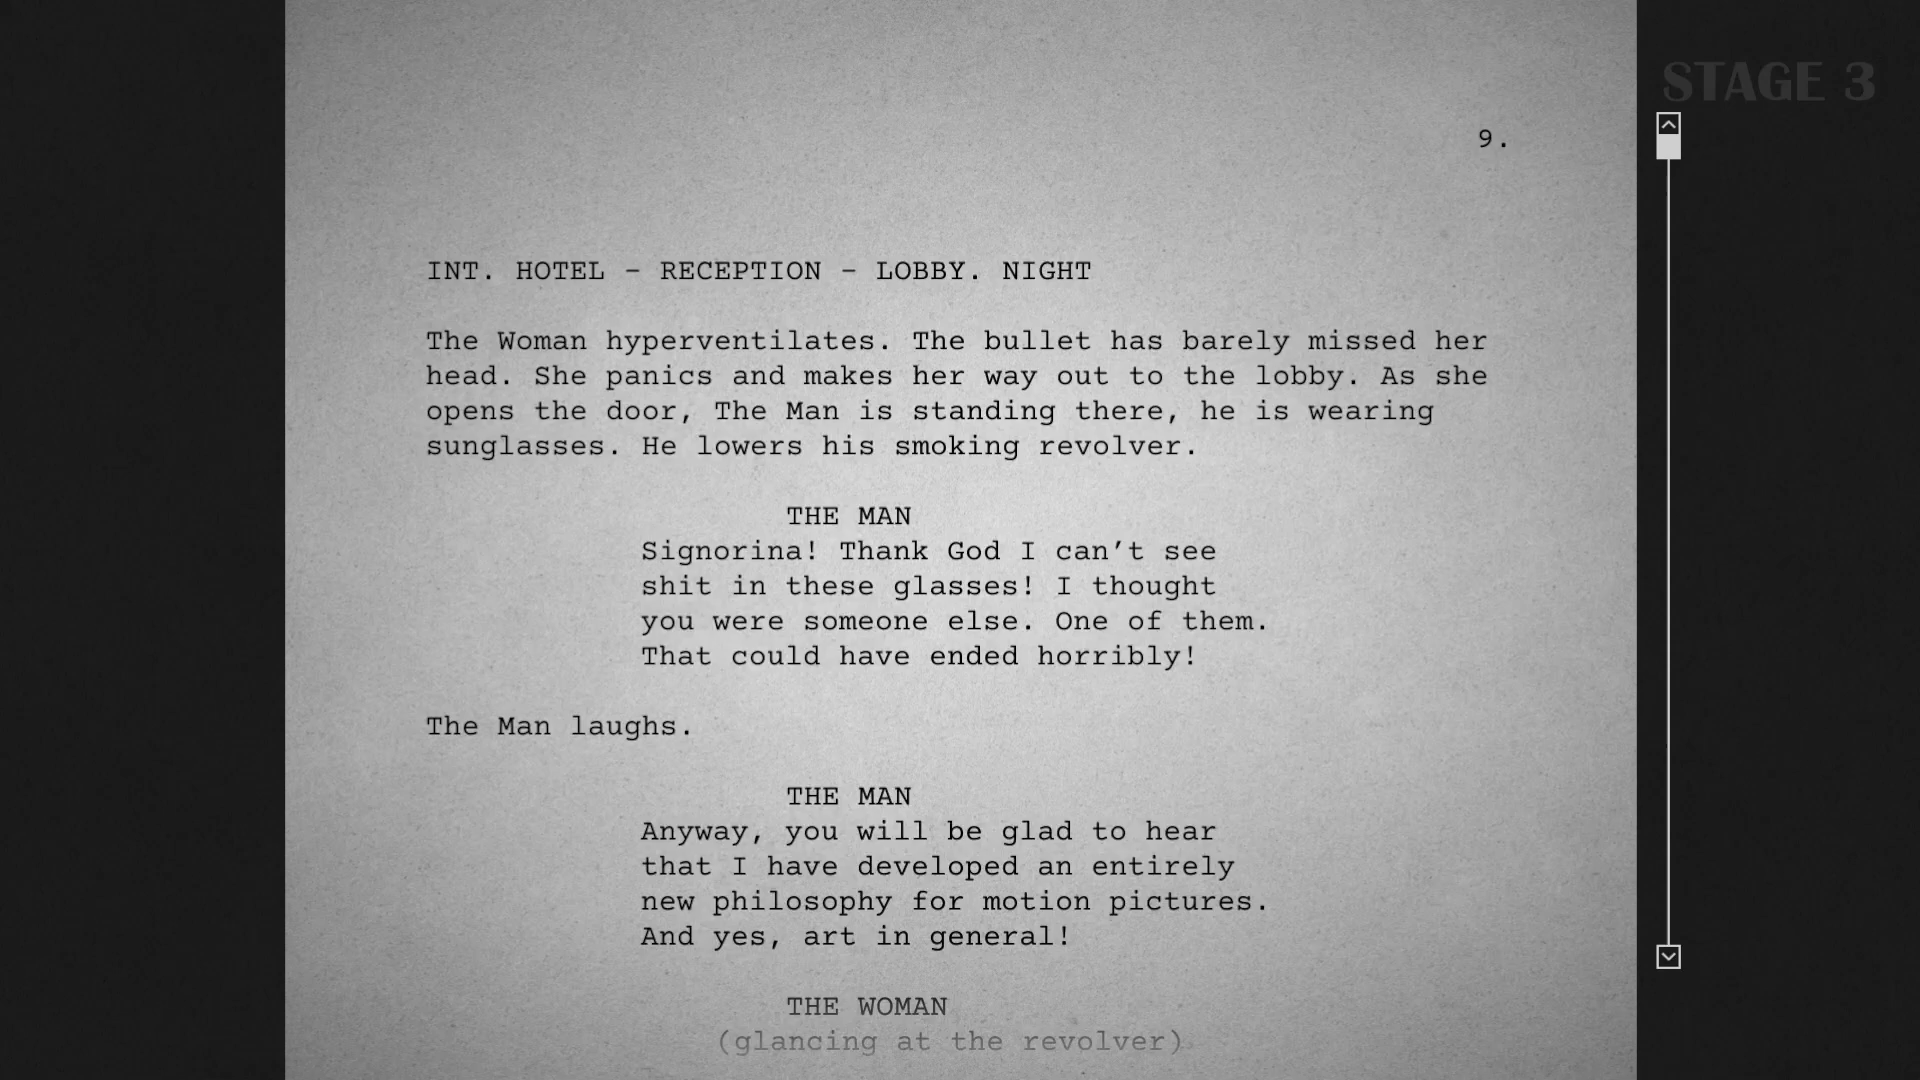 STAGE 3
9.
INT. HOTEL – RECEPTION – LOBBY. NIGHT
The Woman hyperventilates. The bullet has barely missed her
head. She panics and makes her way out to the lobby. As she
opens the door, The Man is standing there, he is wearing
sunglasses. He lowers his smoking revolver.
THE MAN
Signorina! Thank God I can’t see
shit in these glasses! I thought
you were someone else. One of them.
That could have ended horribly!
The Man laughs.
THE MAN
Anyway, you will be glad to hear
that I have developed an entirely
new philosophy for motion pictures.
And yes, art in general!
THE WOMAN
(glancing at the revolver)